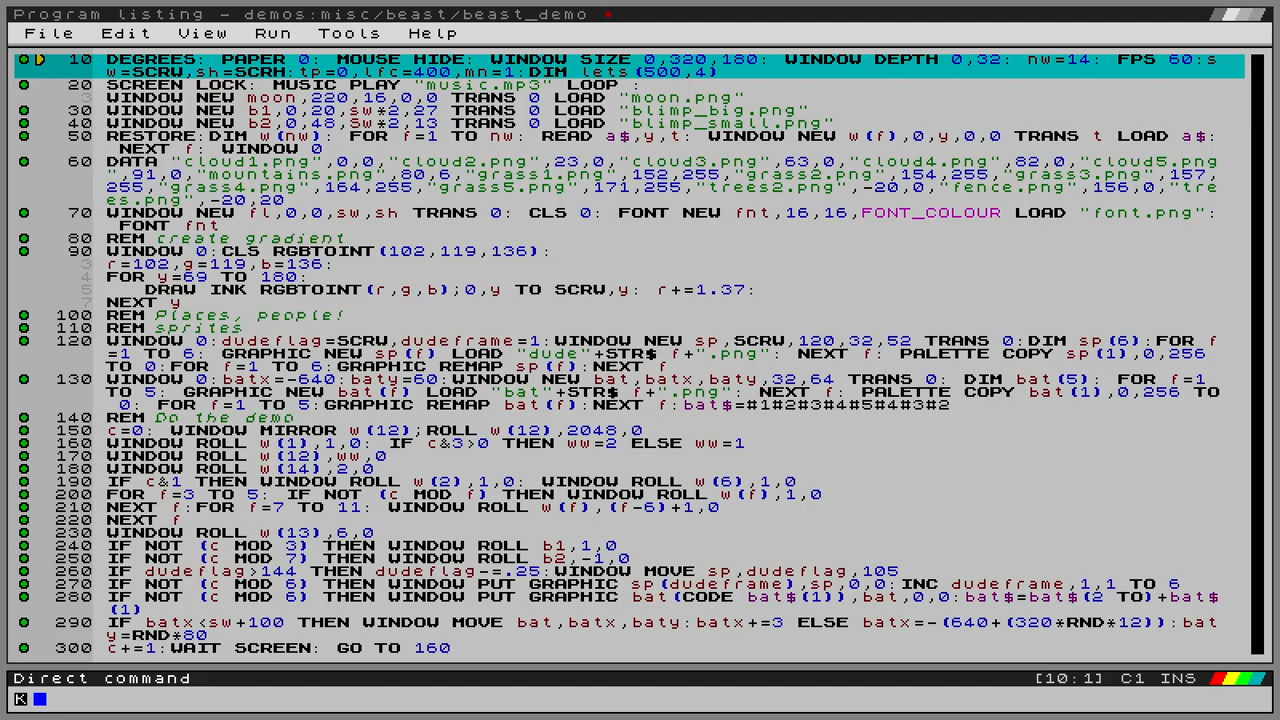 Program listing - demos:misc/beast/beast_demo
File Edit View Run Tools Help
10 DEGREES: PAPER 0: MOUSE HIDE: WINDOW SIZE 0,320,180: WINDOW DEPTH 0,32: nw=14: FPS 60:s
w=SCRW,sh=SCRH:tp=0,lfc=400,mn=1:DIM lets(500,4)
20 SCREEN LOCK: MUSIC PLAY "music.mp3" LOOP :
3 WINDOW NEW moon,220,16,0,0 TRANS 0 LOAD "moon.png"
30 WINDOW NEW b1,0,20,sw*2,27 TRANS 0 LOAD "blimp_big.png"
40 WINDOW NEW b2,0,48,sw*2,13 TRANS 0 LOAD "blimp_small.png"
50 RESTORE:DIM w(nw): FOR f=1 TO nw: READ a$,y,t: WINDOW NEW w(f),0,y,0,0 TRANS t LOAD a$:
NEXT f: WINDOW 0
60 DATA "cloud1.png",0,0,"cloud2.png",23,0,"cloud3.png",63,0,"cloud4.png",82,0,"cloud5.png
",91,0,"mountains.png",80,6,"grass1.png",152,255,"grass2.png",154,255,"grass3.png",157,
255,"grass4.png",164,255,"grass5.png",171,255,"trees2.png",-20,0,"fence.png",156,0,"tre
es.png",-20,20
70 WINDOW NEW fl,0,0,sw,sh TRANS 0: CLS 0: FONT NEW fnt,16,16,FONT_COLOUR LOAD "font.png":
FONT fnt
80 REM create gradient
90 WINDOW 0:CLS RGBTOINT(102,119,136):
3 r=102,g=119,b=136:
4 FOR y=69 TO 180:
5 DRAW INK RGBTOINT(r,g,b);0,y TO SCRW,y: r+=1.37:
7 NEXT y
100 REM Places, people!
110 REM sprites
120 WINDOW 0:dudeflag=SCRW,dudeframe=1:WINDOW NEW sp,SCRW,120,32,52 TRANS 0:DIM sp(6):FOR f
=1 TO 6: GRAPHIC NEW sp(f) LOAD "dude"+STR$ f+".png": NEXT f: PALETTE COPY sp(1),0,256
TO 0:FOR f=1 TO 6:GRAPHIC REMAP sp(f):NEXT f
130 WINDOW 0:batx=-640:baty=60:WINDOW NEW bat,batx,baty,32,64 TRANS 0: DIM bat(5): FOR f=1
TO 5: GRAPHIC NEW bat(f) LOAD "bat"+STR$ f+".png": NEXT f: PALETTE COPY bat(1),0,256 TO
0: FOR f=1 TO 5:GRAPHIC REMAP bat(f):NEXT f:bat$=#1#2#3#4#5#4#3#2
140 REM Do the demo
150 c=0: WINDOW MIRROR w(12);ROLL w(12),2048,0
160 WINDOW ROLL w(1),1,0: IF c&3>0 THEN ww=2 ELSE ww=1
170 WINDOW ROLL w(12),ww,0
180 WINDOW ROLL w(14),2,0
190 IF c&1 THEN WINDOW ROLL w(2),1,0: WINDOW ROLL w(6),1,0
200 FOR f=3 TO 5: IF NOT (c MOD f) THEN WINDOW ROLL w(f),1,0
210 NEXT f:FOR f=7 TO 11: WINDOW ROLL w(f),(f-6)+1,0
220 NEXT f
230 WINDOW ROLL w(13),6,0
240 IF NOT (c MOD 3) THEN WINDOW ROLL b1,1,0
250 IF NOT (c MOD 7) THEN WINDOW ROLL b2,-1,0
260 IF dudeflag>144 THEN dudeflag-=.25:WINDOW MOVE sp,dudeflag,105
270 IF NOT (c MOD 6) THEN WINDOW PUT GRAPHIC sp(dudeframe),sp,0,0:INC dudeframe,1,1 TO 6
280 IF NOT (c MOD 6) THEN WINDOW PUT GRAPHIC bat(CODE bat$(1)),bat,0,0:bat$=bat$(2 TO)+bat$
(1)
290 IF batx<sw+100 THEN WINDOW MOVE bat,batx,baty:batx+=3 ELSE batx=-(640+(320*RND*12)):bat
y=RND*80
300 c+=1:WAIT SCREEN: GO TO 160
Direct command [10:1] C1 INS
K